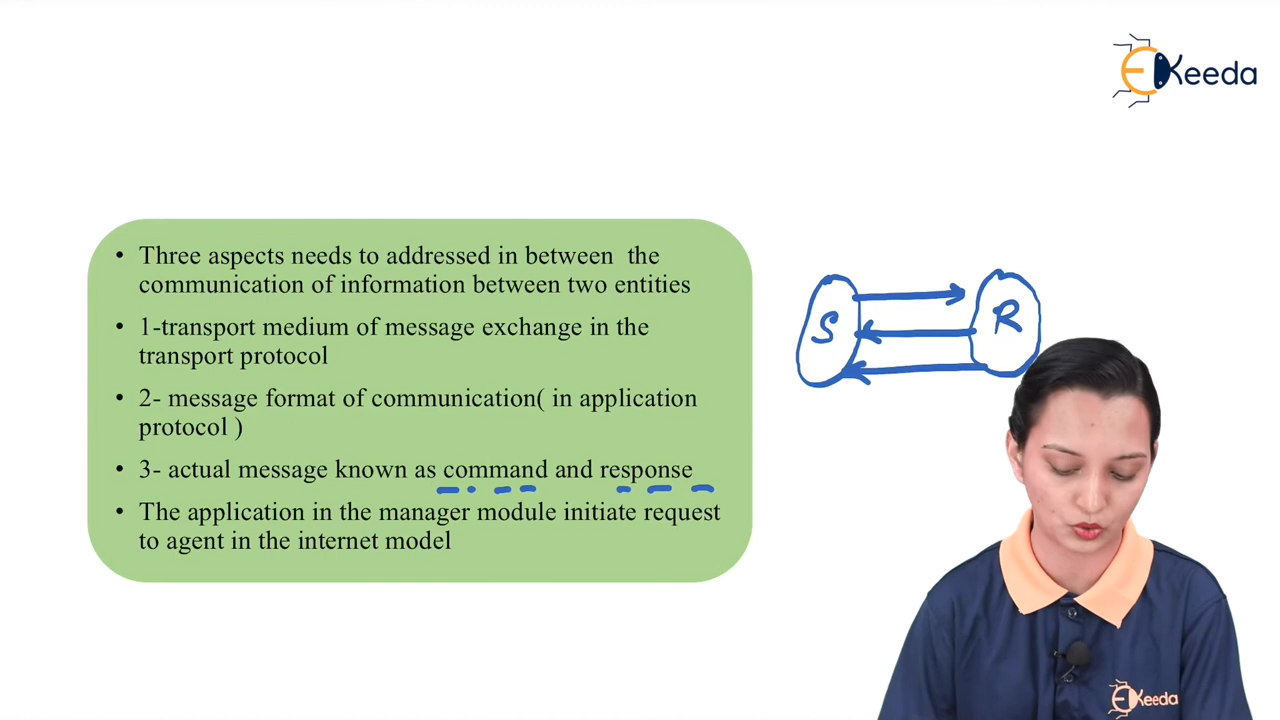 EKeeda
• Three aspects needs to addressed in between the
communication of information between two entities
• 1-transport medium of message exchange in the
transport protocol
• 2- message format of communication( in application
protocol )
• 3- actual message known as command and response
• The application in the manager module initiate request
to agent in the internet model
S
R
EKeeda